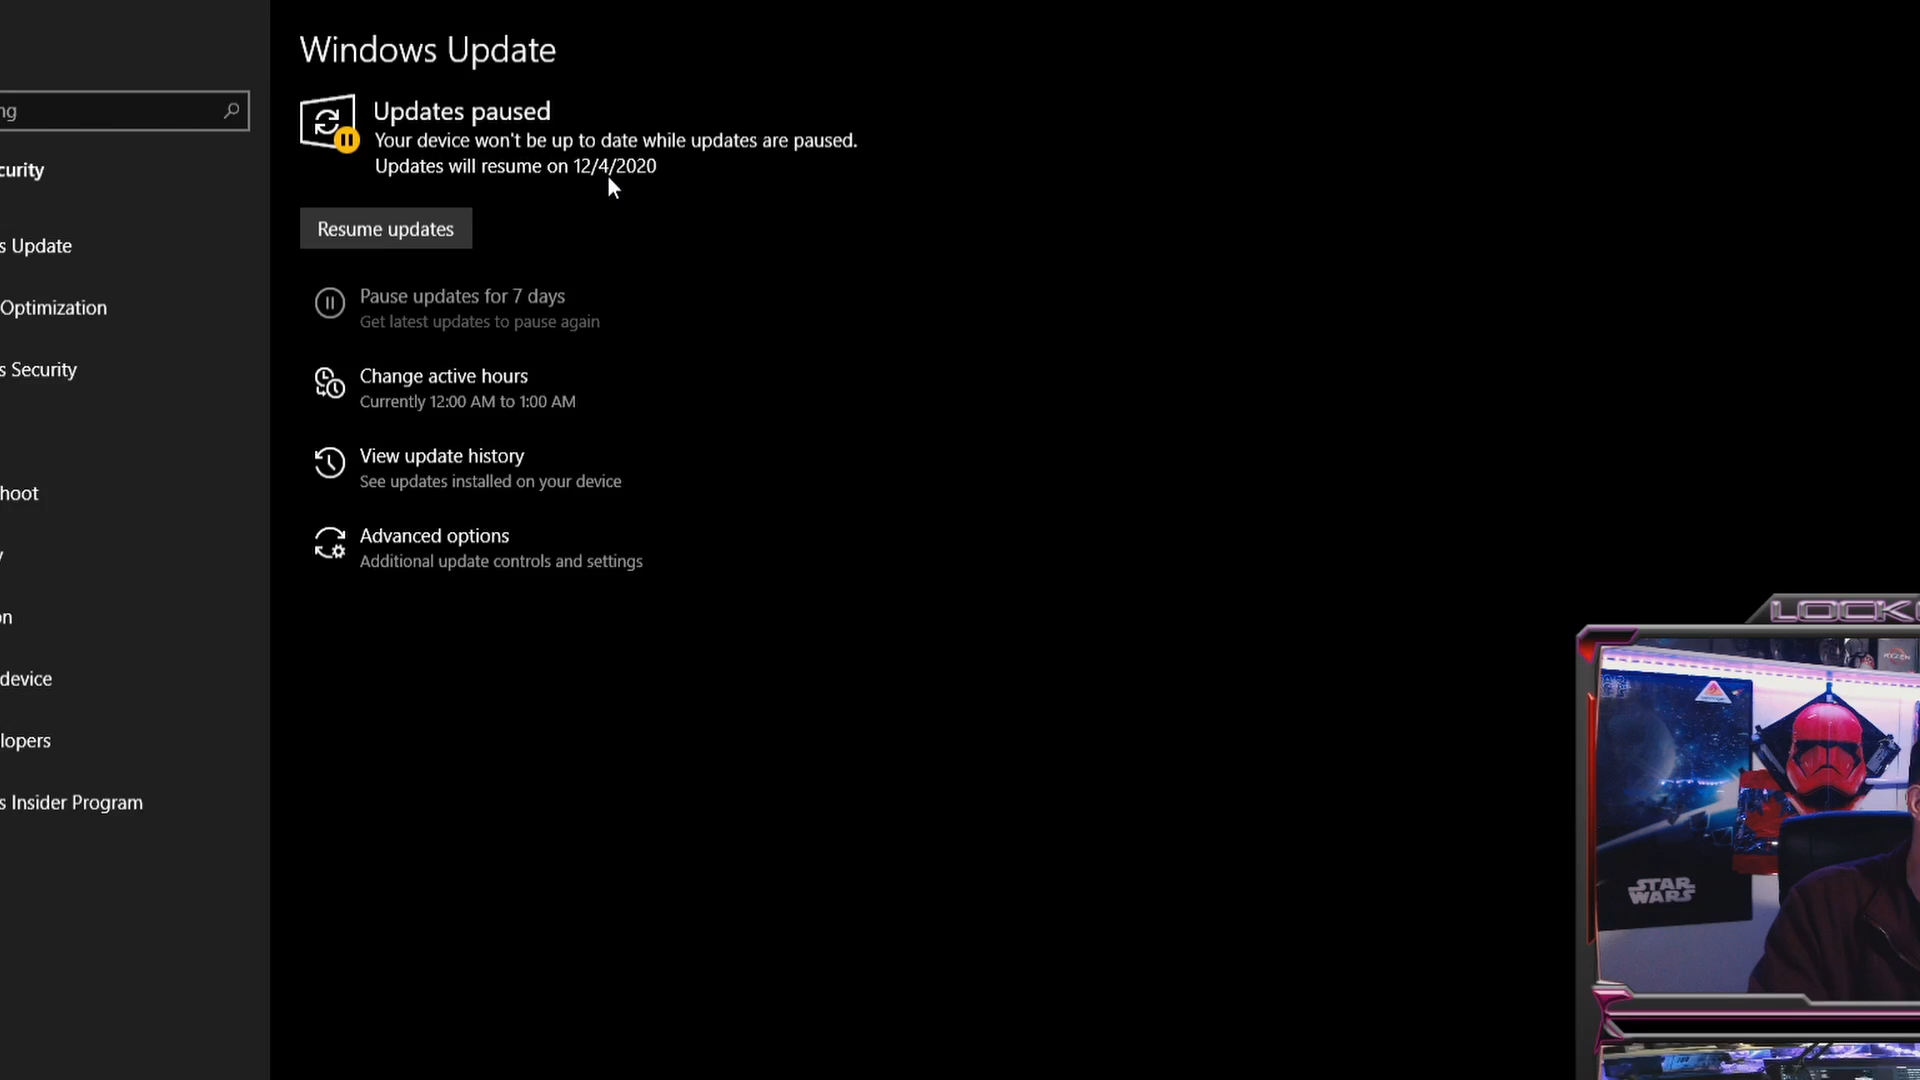 Windows Update
ng
Updates paused
Your device won't be up to date while updates are paused.
Updates will resume on 12/4/2020
curity
Resume updates
s Update
Pause updates for 7 days
Get latest updates to pause again
Optimization
s Security
Change active hours
Currently 12:00 AM to 1:00 AM
View update history
See updates installed on your device
hoot
y
Advanced options
Additional update controls and settings
on
device
lopers
s Insider Program
LOCK
RYZEN
STAR
WARS